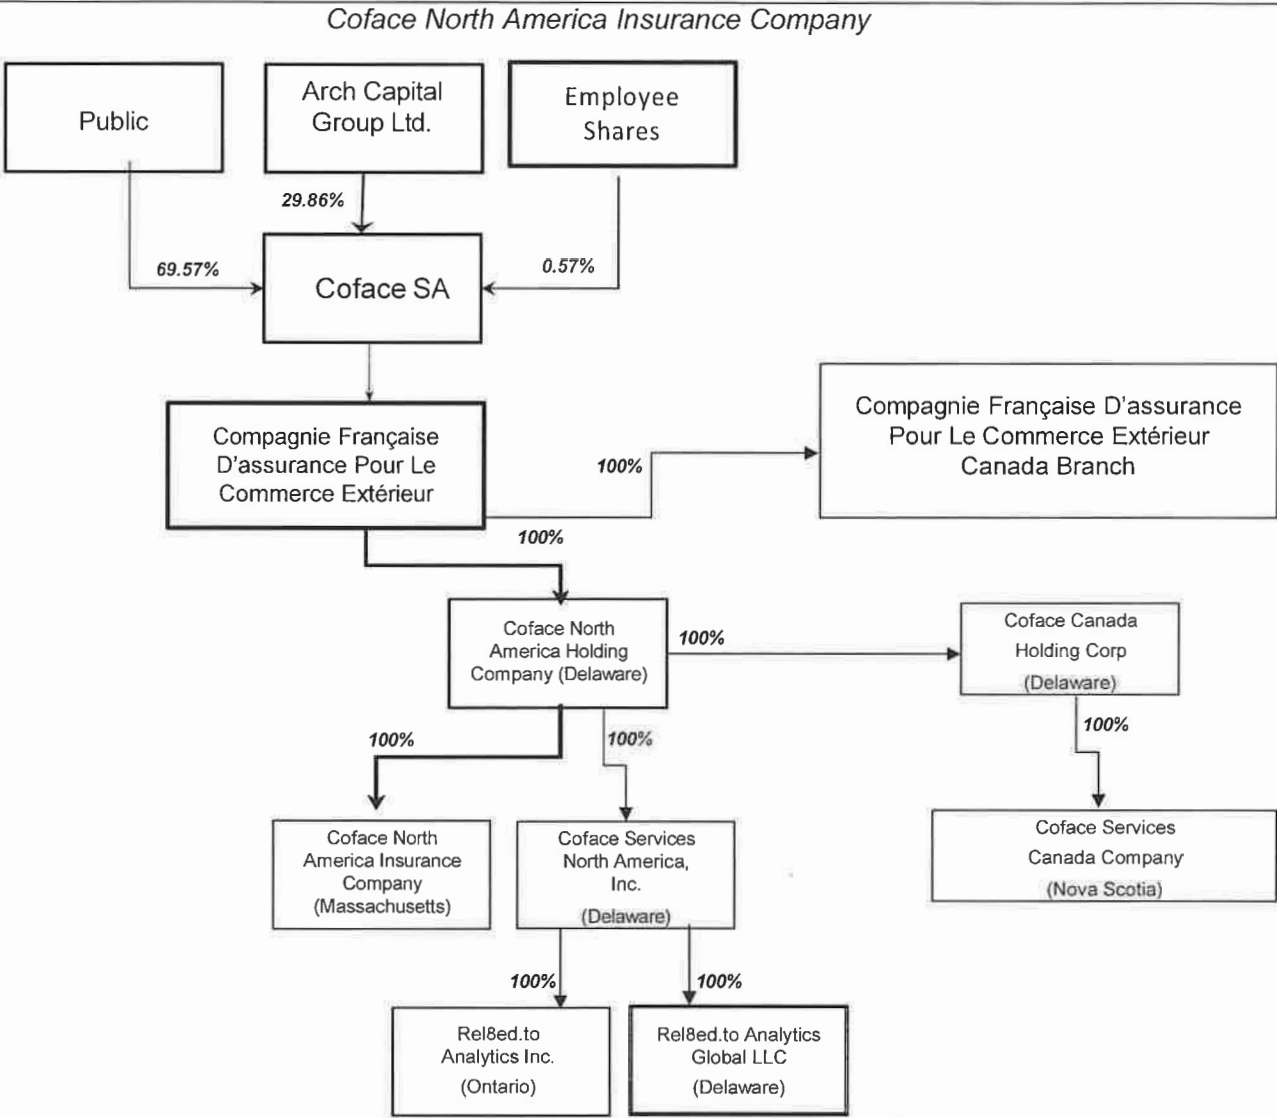 Coface North America Insurance Company
Public
Arch Capital
Group Ltd.
Employee
Shares
29.86%
69.57%
0.57%
Coface SA
Compagnie Française
D'assurance Pour Le
Commerce Extérieur
100%
Compagnie Française D'assurance
Pour Le Commerce Extérieur
Canada Branch
100%
Coface North
America Holding
Company (Delaware)
100%
Coface Canada
Holding Corp
(Delaware)
100%
100%
100%
Coface North
America Insurance
Company
(Massachusetts)
Coface Services
North America,
Inc.
(Delaware)
Coface Services
Canada Company
(Nova Scotia)
100%
100%
Rel8ed.to
Analytics Inc.
(Ontario)
Rel8ed.to Analytics
Global LLC
(Delaware)